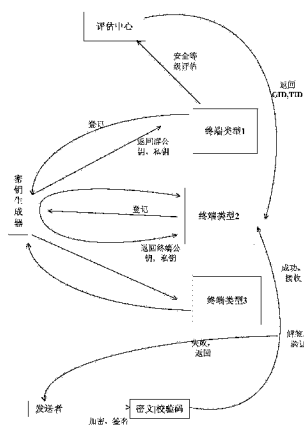 评估中心
安全等
级评估
返回
GID,TID
登记
终端类型1
返回群公
钥，私钥
密钥生成器
登记
终端类型2
返回终端公
钥，私钥
成功，
接收
终端类型3
解密，
验证
失败，
返回
发送者
加密，签名
密文|校验码